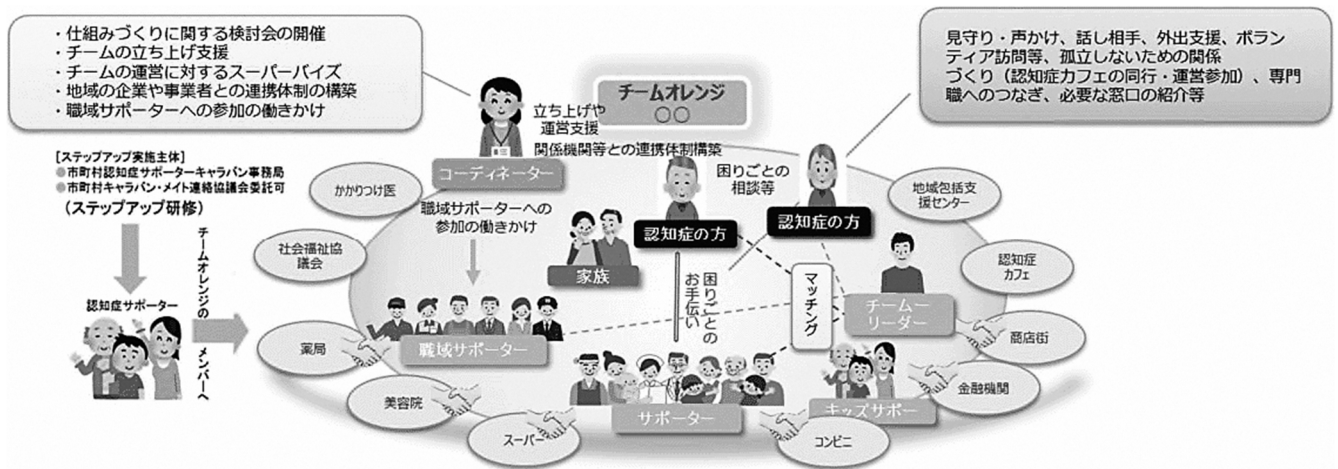 ・仕組みづくりに関する検討会の開催
・チームの立ち上げ支援
・チームの運営に対するスーパーバイズ
・地域の企業や事業者との連携体制の構築
・職域サポーターへの参加の働きかけ
見守り・声かけ、話し相手、外出支援、ボラン
ティア訪問等、孤立しないための関係
づくり（認知症カフェの同行・運営参加）、専門
職へのつなぎ、必要な窓口の紹介等
チームオレンジ
○○
立ち上げや
運営支援
関係機関等との連携体制構築
コーディネーター
[ステップアップ実施主体]
●市町村認知症サポーターキャラバン事務局
●市町村キャラバン・メイト連絡協議会委託可
（ステップアップ研修）
チームオレンジの
メンバーへ
認知症サポーター
かかりつけ医
社会福祉協
議会
薬局
美容院
スーパー
コンビニ
金融機関
商店街
認知症
カフェ
地域包括支
援センター
職域サポーターへの
参加の働きかけ
家族
認知症の方
困りごとの
相談等
認知症の方
困りごとの
お手伝い
マッチング
チームー
リーダー
職域サポーター
サポーター
キッズサポー